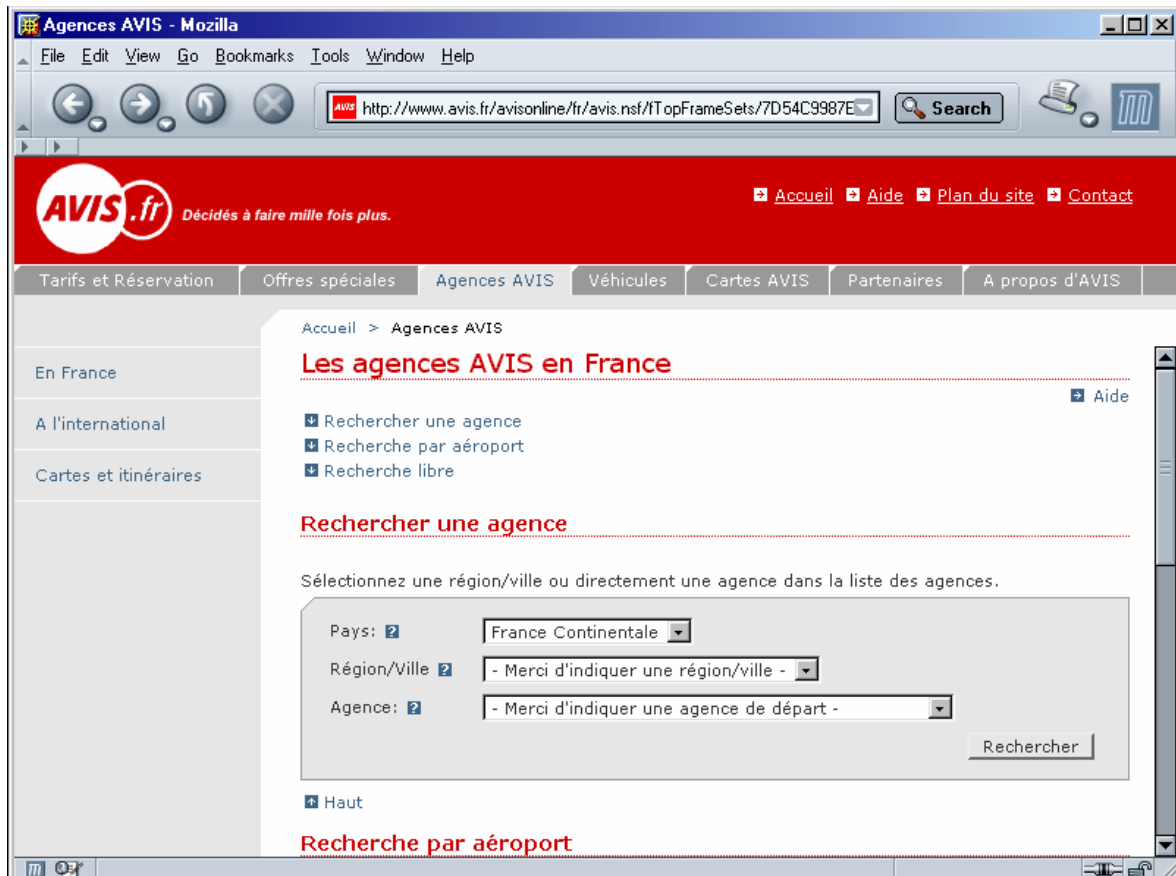 Agences AVIS - Mozilla
File Edit View Go Bookmarks Tools Window Help
AVIS http://www.avis.fr/avisonline/fr/avis.nsf/fTopFrameSets/7D54C9987E Search
AVIS.fr Décidés à faire mille fois plus.
Accueil Aide Plan du site Contact
Tarifs et Réservation Offres spéciales Agences AVIS Véhicules Cartes AVIS Partenaires A propos d'AVIS
Accueil > Agences AVIS
En France
A l'international
Cartes et itinéraires
Les agences AVIS en France
Aide
Rechercher une agence
Recherche par aéroport
Recherche libre
Rechercher une agence
Sélectionnez une région/ville ou directement une agence dans la liste des agences.
Pays: ? France Continentale
Région/Ville ? - Merci d'indiquer une région/ville -
Agence: ? - Merci d'indiquer une agence de départ -
Rechercher
Haut
Recherche par aéroport